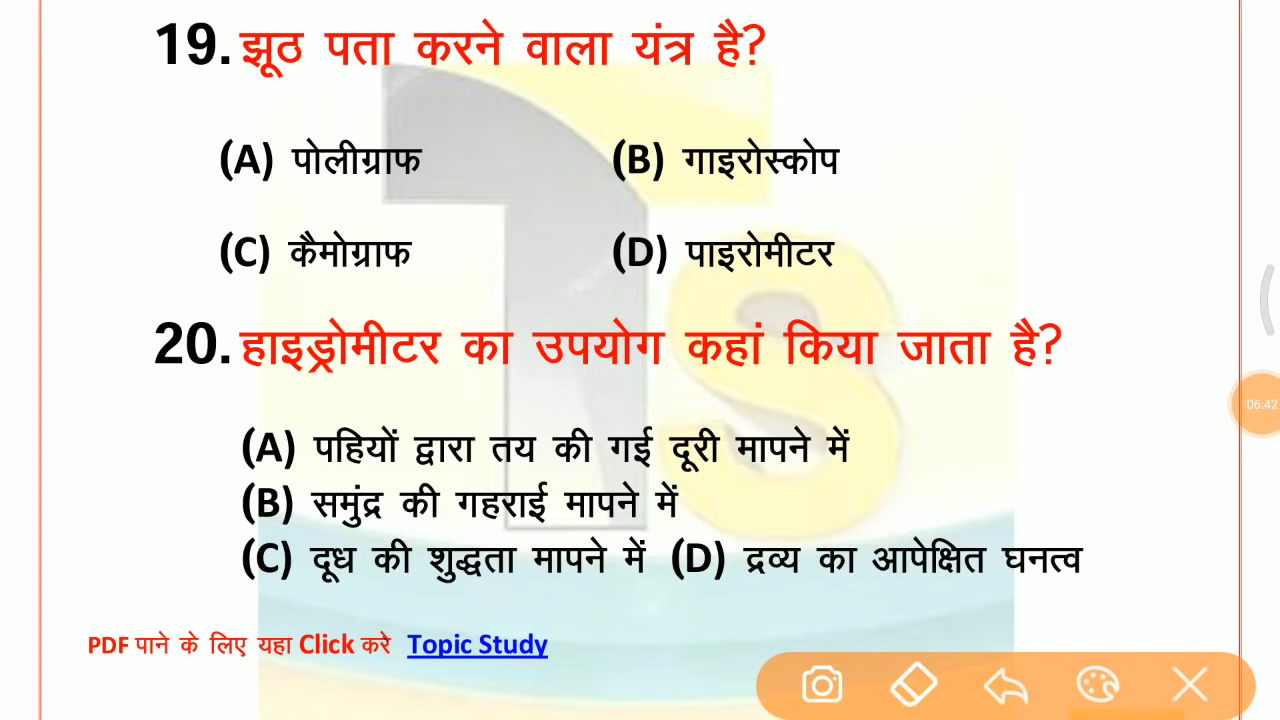 19. झूठ पता करने वाला यंत्र है?
(A) पोलीग्राफ (B) गाइरोस्कोप
(C) कैमोग्राफ (D) पाइरोमीटर
20. हाइड्रोमीटर का उपयोग कहां किया जाता है?
(A) पहियों द्वारा तय की गई दूरी मापने में
(B) समुंद्र की गहराई मापने में
(C) दूध की शुद्धता मापने में (D) द्रव्य का आपेक्षित घनत्व
PDF पाने के लिए यहा Click करे Topic Study
06:42
TS